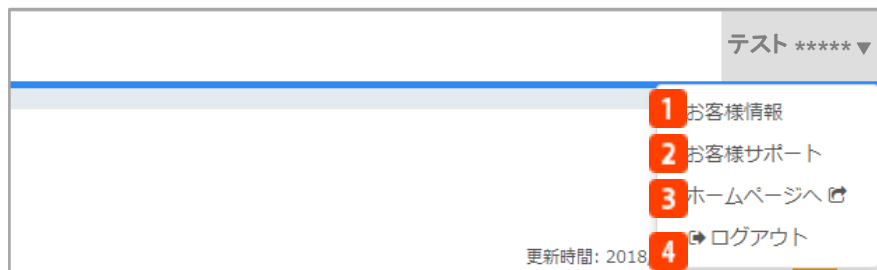 テスト *****▼
1 お客様情報
2 お客様サポート
3 ホームページへ
4 ログアウト
更新時間: 2018